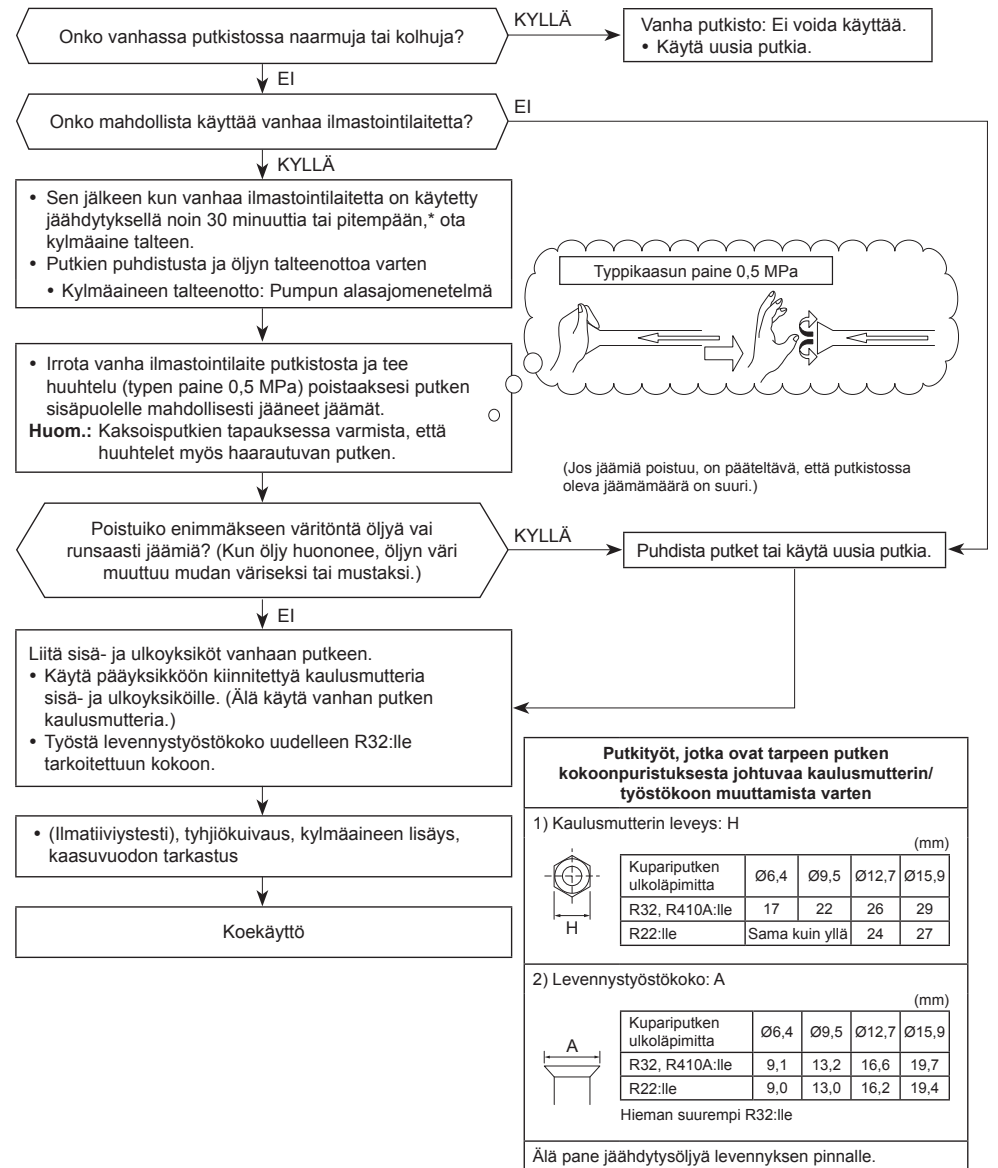 Onko vanhassa putkistossa naarmuja tai kolhuja?
KYLLÄ
Vanha putkisto: Ei voida käyttää.
• Käytä uusia putkia.
EI
Onko mahdollista käyttää vanhaa ilmastointilaitetta?
EI
KYLLÄ
• Sen jälkeen kun vanhaa ilmastointilaitetta on käytetty
jäähdytyksellä noin 30 minuuttia tai pitempään,* ota
kylmäaine talteen.
• Putkien puhdistusta ja öljyn talteenottoa varten
• Kylmäaineen talteenotto: Pumpun alasajomenetelmä
Typpikaasun paine 0,5 MPa
• Irrota vanha ilmastointilaite putkistosta ja tee
huuhtelu (typen paine 0,5 MPa) poistaaksesi putken
sisäpuolelle mahdollisesti jääneet jäämät.
Huom.: Kaksoisputkien tapauksessa varmista, että
huuhtelet myös haarautuvan putken.
(Jos jäämiä poistuu, on pääteltävä, että putkistossa
oleva jäämämäärä on suuri.)
Poistuiko enimmäkseen väritöntä öljyä vai
runsaasti jäämiä? (Kun öljy huononee, öljyn väri
muuttuu mudan väriseksi tai mustaksi.)
KYLLÄ
Puhdista putket tai käytä uusia putkia.
EI
Liitä sisä- ja ulkoyksiköt vanhaan putkeen.
• Käytä pääyksikköön kiinnitettyä kaulusmutteria
sisä- ja ulkoyksiköille. (Älä käytä vanhan putken
kaulusmutteria.)
• Työstä levennystyöstökoko uudelleen R32:lle
tarkoitettuun kokoon.
• (Ilmatiiviystesti), tyhjiökuivaus, kylmäaineen lisäys,
kaasuvuodon tarkastus
Koekäyttö
Putkityöt, jotka ovat tarpeen putken
kokoonpuristuksesta johtuvaa kaulusmutterin/
työstökoon muuttamista varten
1) Kaulusmutterin leveys: H
(mm)
H
Kupariputken
ulkoläpimitta Ø6,4 Ø9,5 Ø12,7 Ø15,9
R32, R410A:lle 17 22 26 29
R22:lle Sama kuin yllä 24 27
2) Levennystyöstökoko: A
(mm)
A
Kupariputken
ulkoläpimitta Ø6,4 Ø9,5 Ø12,7 Ø15,9
R32, R410A:lle 9,1 13,2 16,6 19,7
R22:lle 9,0 13,0 16,2 19,4
Hieman suurempi R32:lle
Älä pane jäähdytysöljyä levennyksen pinnalle.